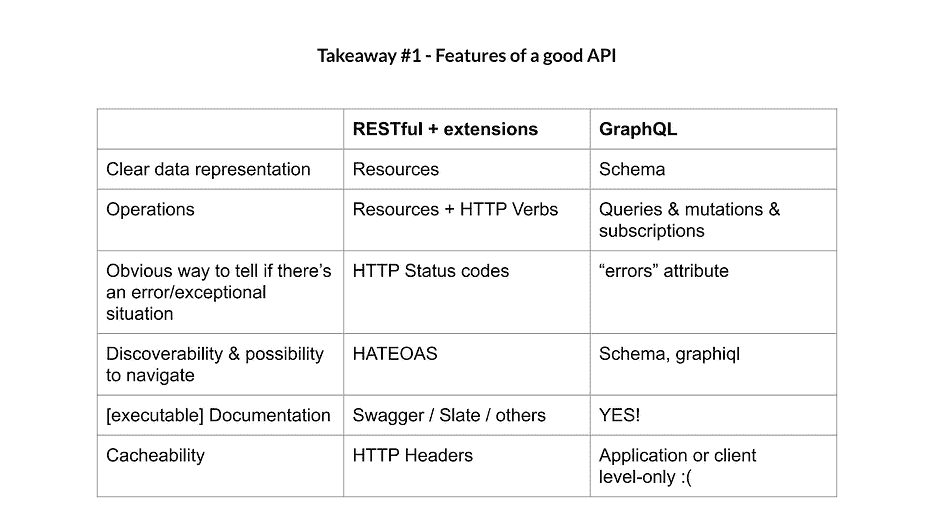 Takeaway #1 - Features of a good API
RESTful + extensions
GraphQL
Clear data representation
Resources
Schema
Operations
Resources + HTTP Verbs
Queries & mutations &
subscriptions
Obvious way to tell if there’s
an error/exceptional
situation
HTTP Status codes
“errors” attribute
Discoverability & possibility
to navigate
HATEOAS
Schema, graphiql
[executable] Documentation
Swagger / Slate / others
YES!
Cacheability
HTTP Headers
Application or client
level-only :(